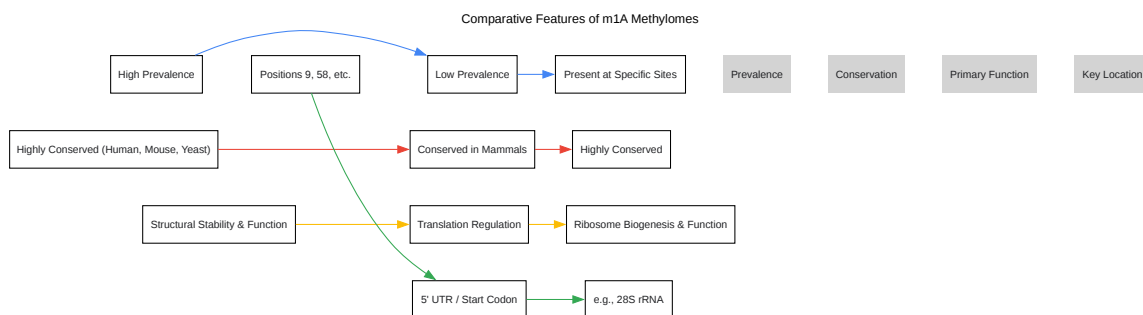 Comparative Features of m1A Methylomes
High Prevalence
Positions 9, 58, etc.
Low Prevalence
Present at Specific Sites
Prevalence
Conservation
Primary Function
Key Location
Highly Conserved (Human, Mouse, Yeast)
Conserved in Mammals
Highly Conserved
Structural Stability & Function
Translation Regulation
Ribosome Biogenesis & Function
5' UTR / Start Codon
e.g., 28S rRNA